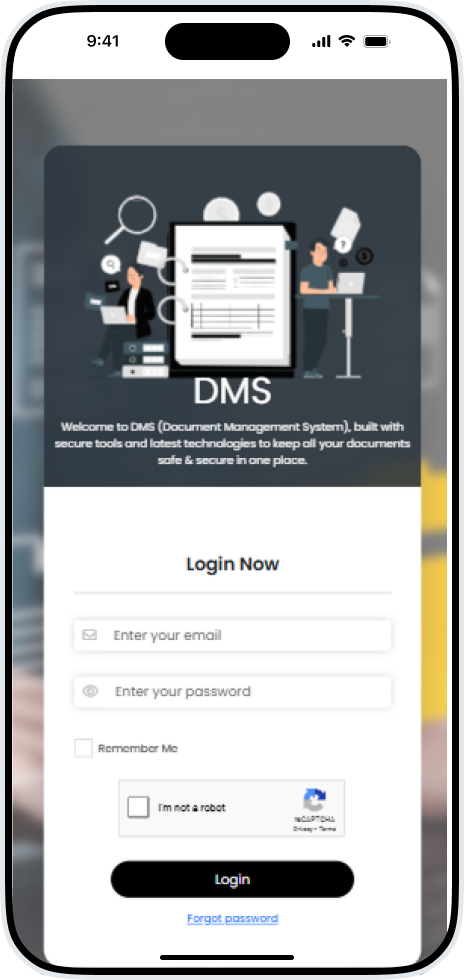 9:41
DMS
Welcome to DMS (Document Management System), built with
secure tools and latest technologies to keep all your documents
safe & secure in one place.
Login Now
Enter your email
Enter your password
Remember Me
I'm not a robot
reCAPTCHA
Privacy • Terms
Login
Forgot password